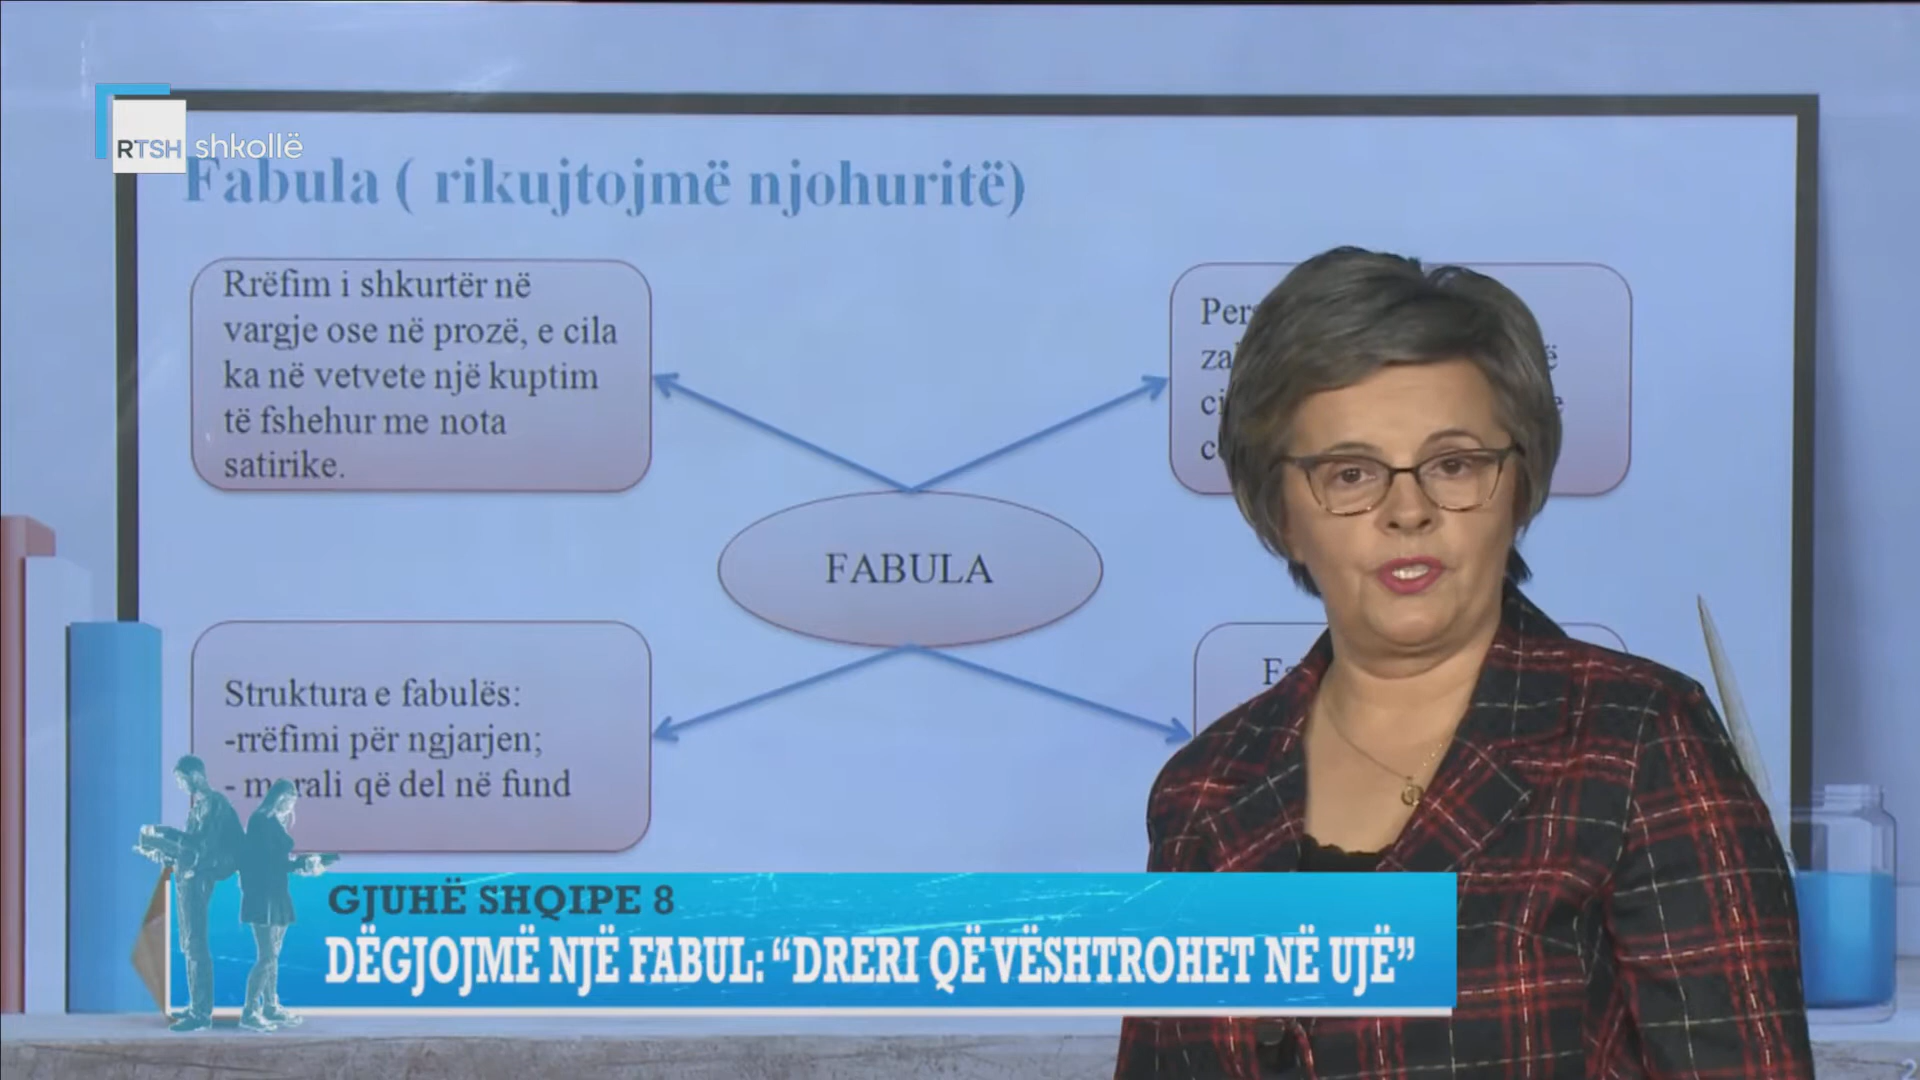 RTSH shkollë
Fabula ( rikujtojmë njohuritë)
Rrëfim i shkurtër në
vargje ose në prozë, e cila
ka në vetvete një kuptim
të fshehur me nota
satirike.
FABULA
Struktura e fabulës:
-rrëfimi për ngjarjen;
- morali që del në fund
GJUHË SHQIPE 8
DËGJOJMË NJË FABUL: “DRERI QË VËSHTROHET NË UJË”